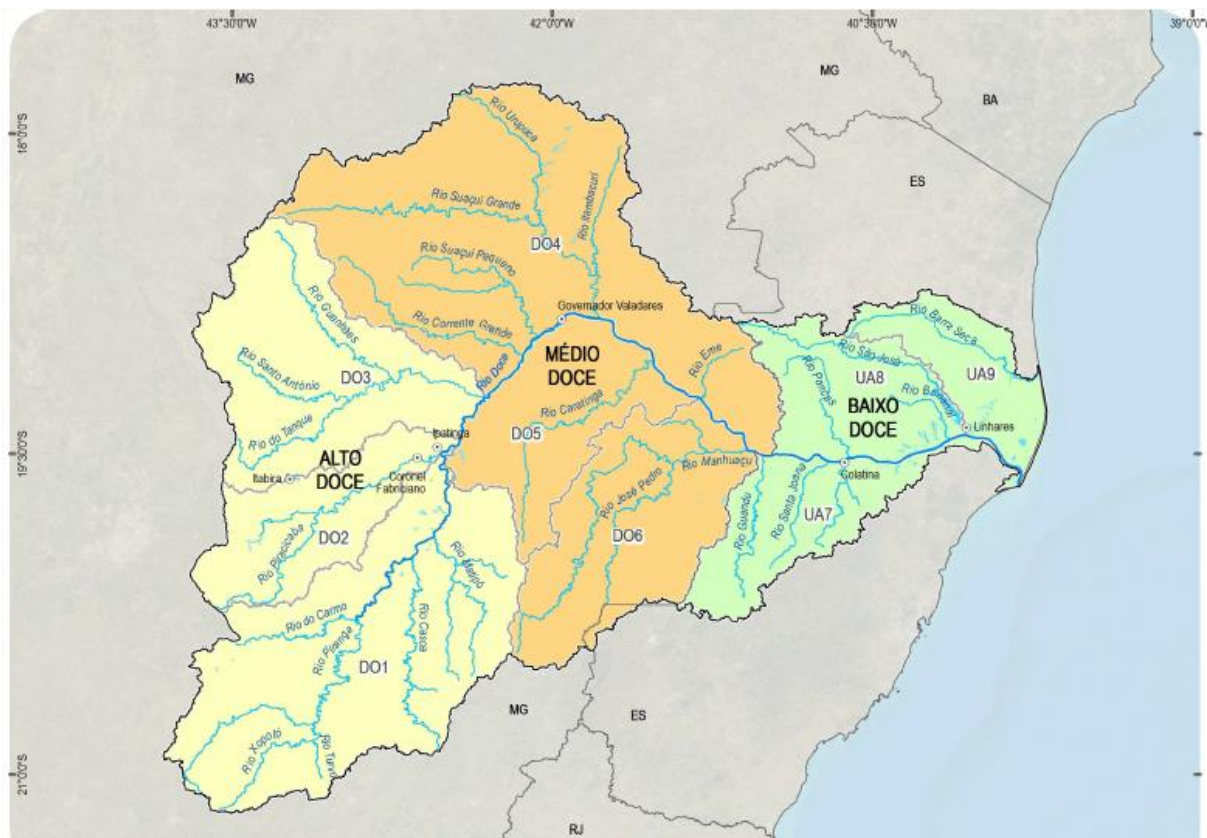 43°30'0"W
42°0'0"W
40°30'0"W
39°0'0"W
MG
MG
BA
18°0'0"S
ES
Rio Urupuca
Rio Suaçuí Grande
Rio Itambacuri
DO4
Rio Suaçuí Pequeno
Governador Valadares
Rio Guanhães
Rio Corrente Grande
Rio Barra Seca
Rio São José
MÉDIO
DOCE
Rio Doce
Rio Eme
Rio Pancas
UA8
UA9
Rio Santo Antônio
DO3
Rio Bananal
Rio Caratinga
BAIXO
DOCE
Linhares
Rio do Tanque
DO5
Ipatinga
19°30'0"S
ALTO
DOCE
Itabira
Coronel
Fabriciano
Rio Manhuaçu
Colatina
Rio José Pedro
Rio Santa Joana
Rio Guandu
UA7
DO6
DO2
Rio Piracicaba
Rio Matipó
Rio do Carmo
Rio Casca
Rio Piranga
DO1
MG
ES
Rio Xopotó
Rio Turvo
21°0'0"S
RJ